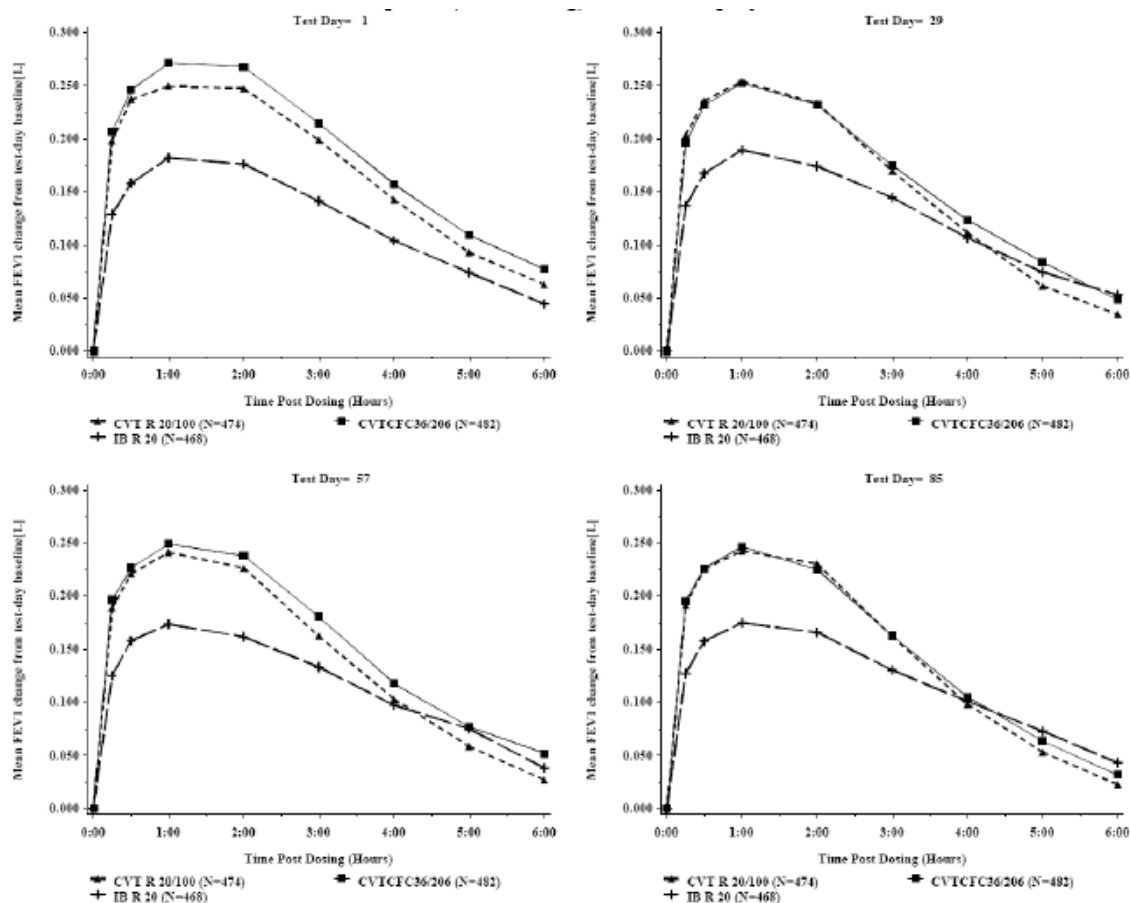 Test Day= 1
Mean FEV1 change from test-day baseline[L]
0.300
0.250
0.200
0.150
0.100
0.050
0.000
0:00 1:00 2:00 3:00 4:00 5:00 6:00
Time Post Dosing (Hours)
CVT R 20/100 (N=474) CVTCFC36/206 (N=482)
IB R 20 (N=468)
Test Day= 29
Mean FEV1 change from test-day baseline[L]
0.300
0.250
0.200
0.150
0.100
0.050
0.000
0:00 1:00 2:00 3:00 4:00 5:00 6:00
Time Post Dosing (Hours)
CVT R 20/100 (N=474) CVTCFC36/206 (N=482)
IB R 20 (N=468)
Test Day= 57
Mean FEV1 change from test-day baseline[L]
0.300
0.250
0.200
0.150
0.100
0.050
0.000
0:00 1:00 2:00 3:00 4:00 5:00 6:00
Time Post Dosing (Hours)
CVT R 20/100 (N=474) CVTCFC36/206 (N=482)
IB R 20 (N=468)
Test Day= 85
Mean FEV1 change from test-day baseline[L]
0.300
0.250
0.200
0.150
0.100
0.050
0.000
0:00 1:00 2:00 3:00 4:00 5:00 6:00
Time Post Dosing (Hours)
CVT R 20/100 (N=474) CVTCFC36/206 (N=482)
IB R 20 (N=468)